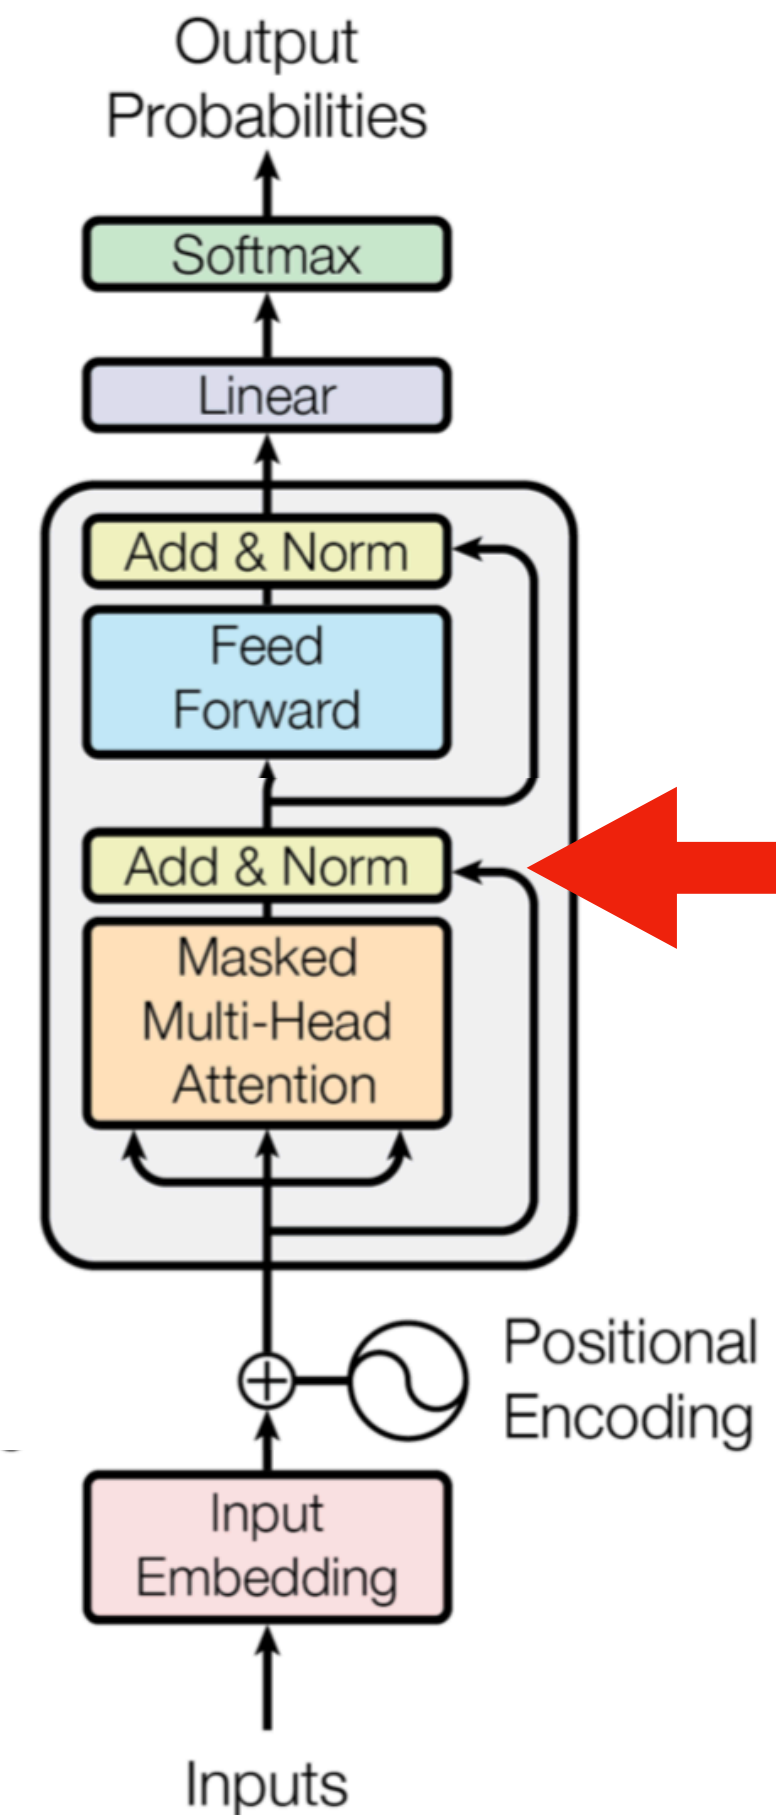 Output
Probabilities
Softmax
Linear
Add & Norm
Feed
Forward
Add & Norm
Masked
Multi-Head
Attention
Positional
Encoding
Input
Embedding
Inputs